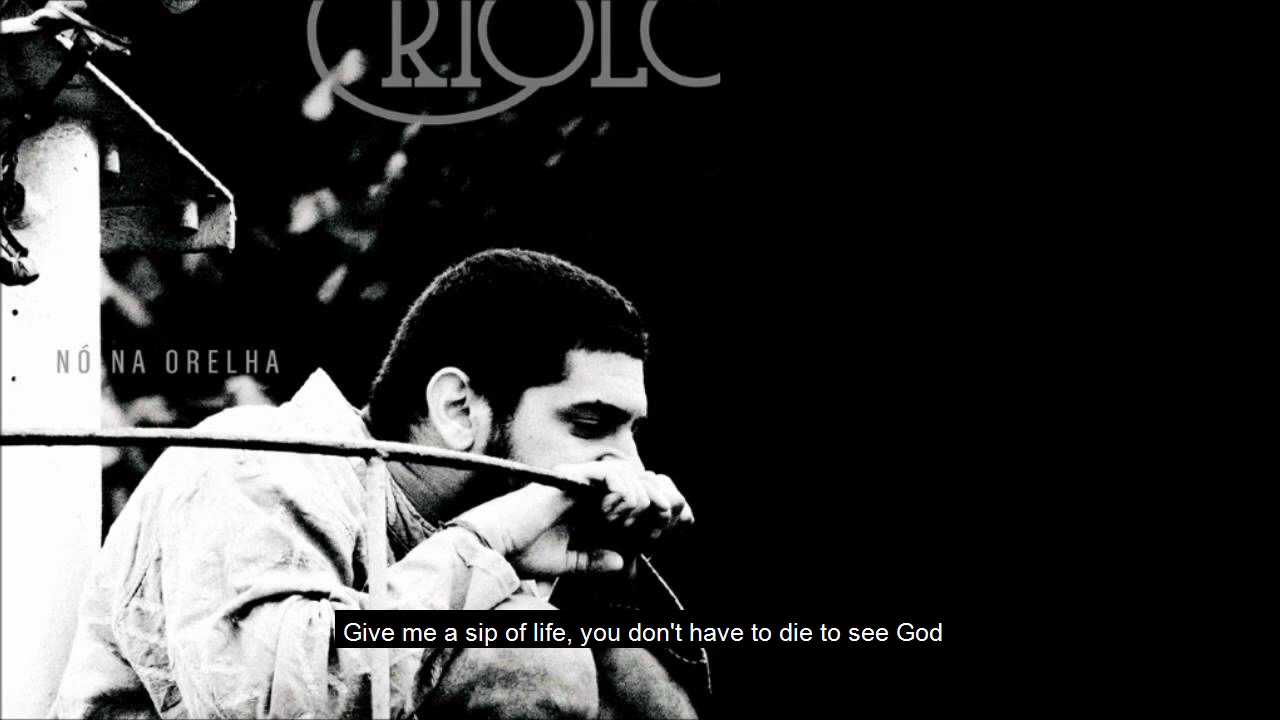 CRIOLO
NÓ NA ORELHA
Give me a sip of life, you don't have to die to see God